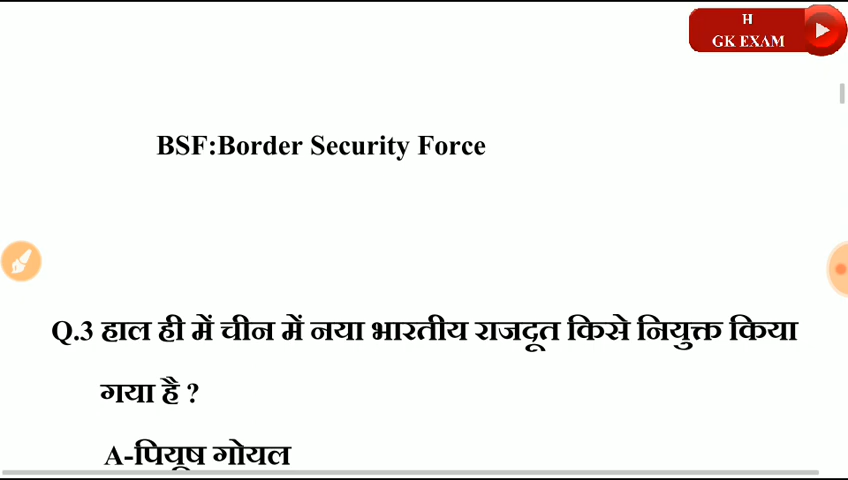 H
GK EXAM
BSF:Border Security Force
Q.3 हाल ही में चीन में नया भारतीय राजदूत किसे नियुक्त किया
गया है ?
A-पियूष गोयल